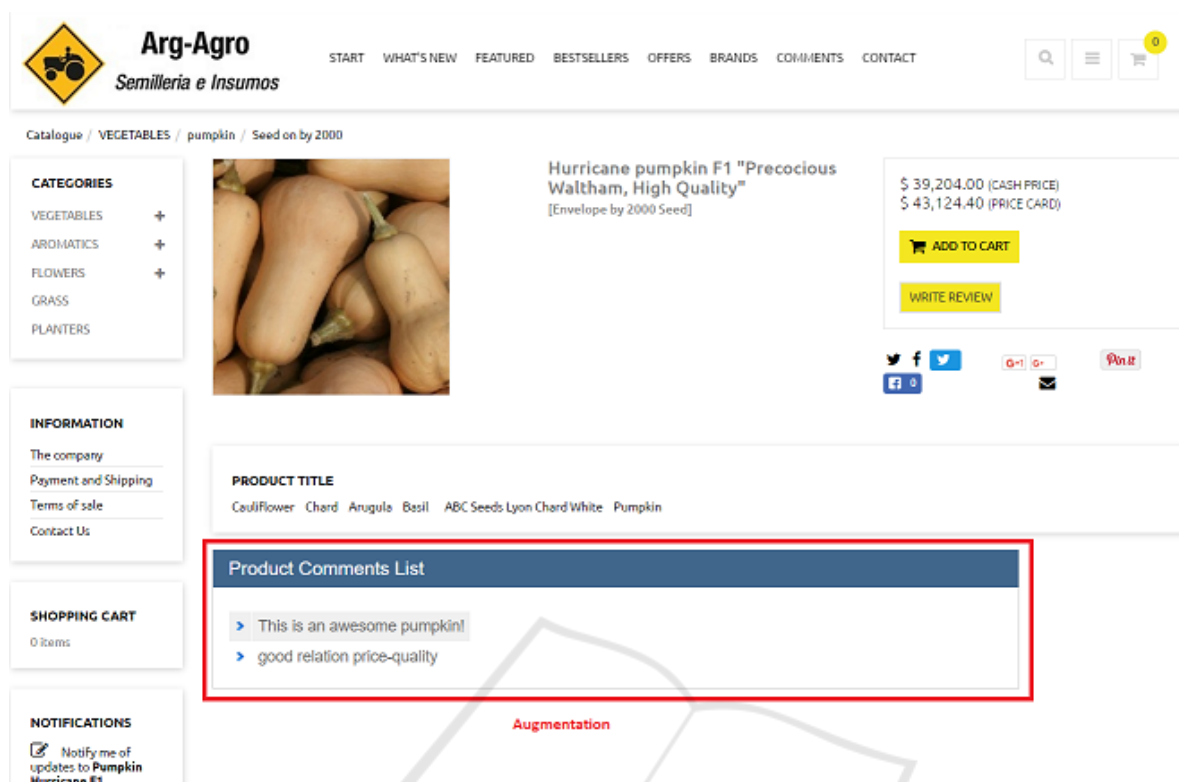 Arg-Agro
Semilleria e Insumos
START WHAT'S NEW FEATURED BESTSELLERS OFFERS BRANDS COMMENTS CONTACT
0
Catalogue / VEGETABLES / pumpkin / Seed on by 2000
CATEGORIES
VEGETABLES +
AROMATICS +
FLOWERS +
GRASS
PLANTERS
Hurricane pumpkin F1 "Precocious
Waltham, High Quality"
[Envelope by 2000 Seed]
$ 39,204.00 (CASH PRICE)
$ 43,124.40 (PRICE CARD)
ADD TO CART
WRITE REVIEW
G+1 G+
Pin it
0
INFORMATION
The company
Payment and Shipping
Terms of sale
Contact Us
PRODUCT TITLE
Cauliflower Chard Arugula Basil ABC Seeds Lyon Chard White Pumpkin
Product Comments List
This is an awesome pumpkin!
good relation price-quality
Augmentation
SHOPPING CART
0 items
NOTIFICATIONS
Notify me of
updates to Pumpkin
Hurricane F1